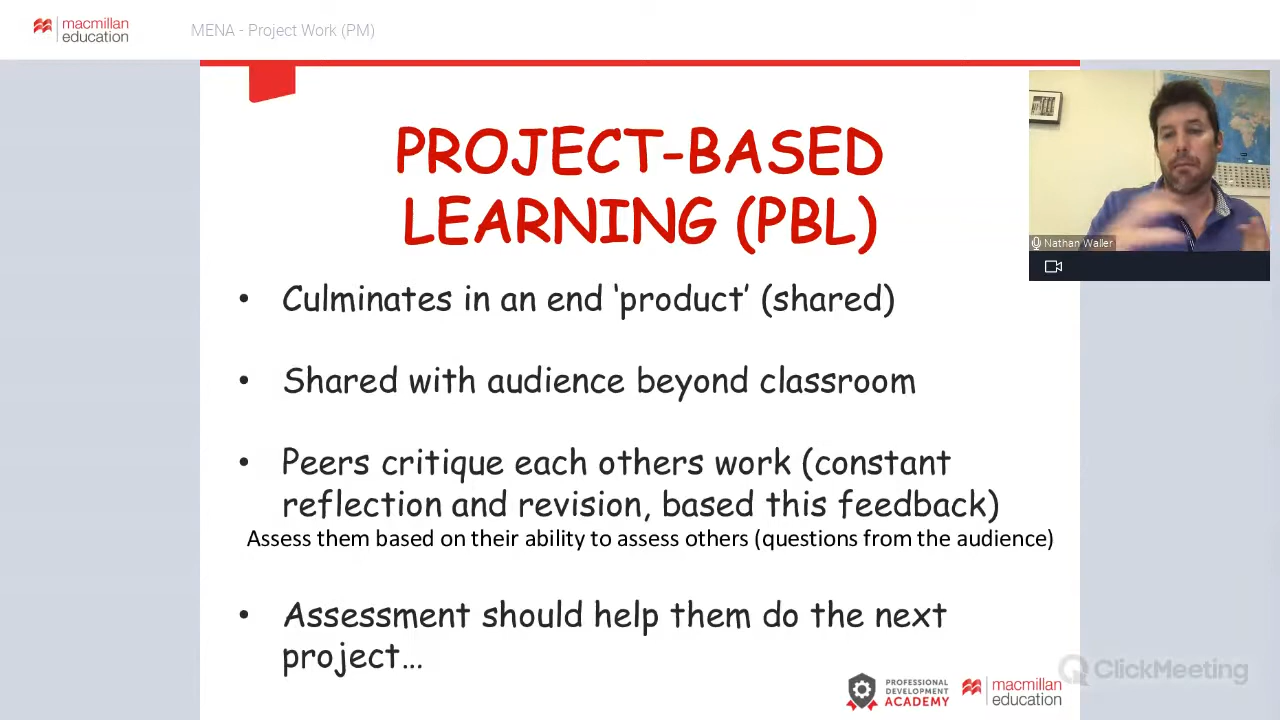 macmillan
education
MENA - Project Work (PM)
PROJECT-BASED
LEARNING (PBL)
Nathan Waller
• Culminates in an end ‘product’ (shared)
• Shared with audience beyond classroom
• Peers critique each others work (constant
reflection and revision, based this feedback)
Assess them based on their ability to assess others (questions from the audience)
• Assessment should help them do the next
project…
PROFESSIONAL
DEVELOPMENT
ACADEMY
macmillan
education
ClickMeeting